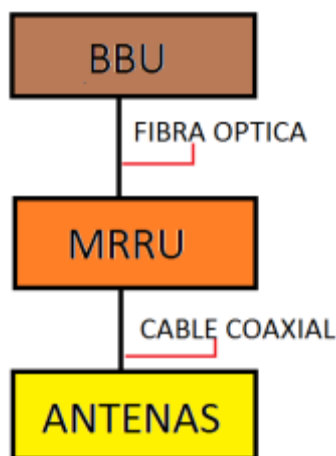 BBU
FIBRA OPTICA
MRRU
CABLE COAXIAL
ANTENAS